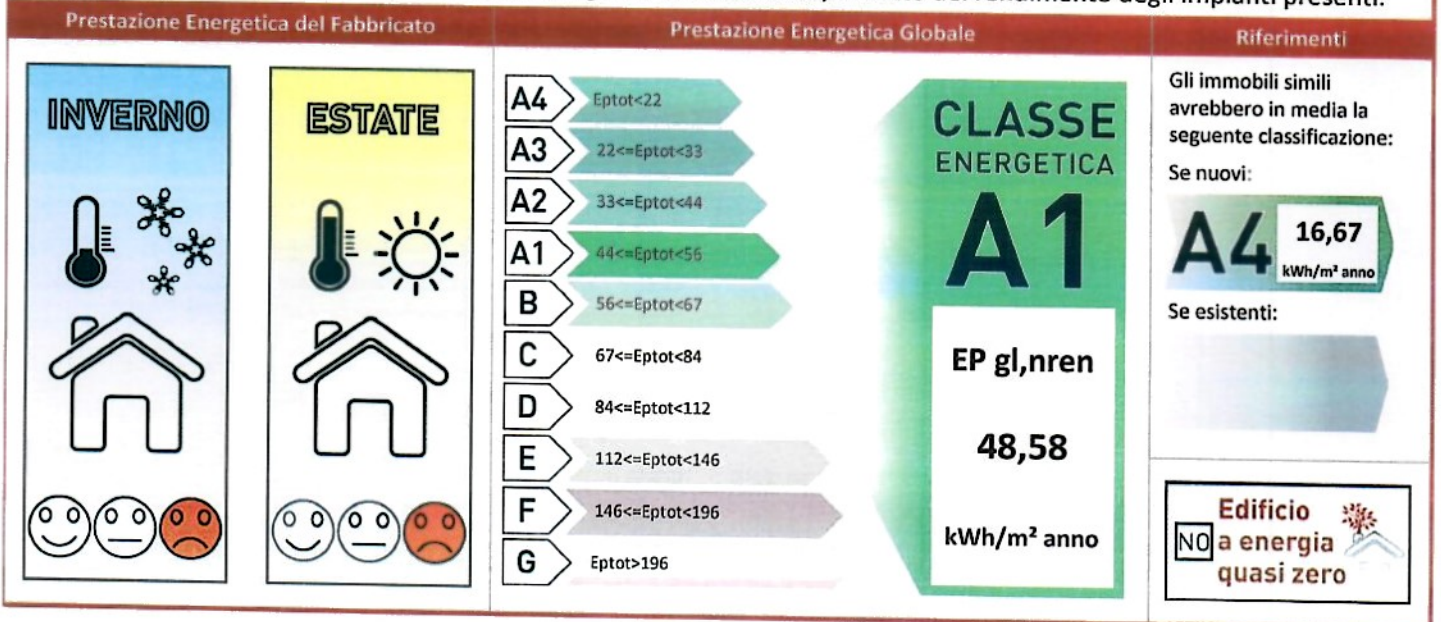 degli impianti presenti.
Prestazione Energetica del Fabbricato
Prestazione Energetica Globale
Riferimenti
INVERNO
ESTATE
A4 Eptot<22
A3 22<=Eptot<33
A2 33<=Eptot<44
A1 44<=Eptot<56
B 56<=Eptot<67
C 67<=Eptot<84
D 84<=Eptot<112
E 112<=Eptot<146
F 146<=Eptot<196
G Eptot>196
CLASSE
ENERGETICA
A1
EP gl,nren
48,58
kWh/m² anno
Gli immobili simili
avrebbero in media la
seguente classificazione:
Se nuovi:
A4 16,67
kWh/m² anno
Se esistenti:
Edificio
NO a energia
quasi zero